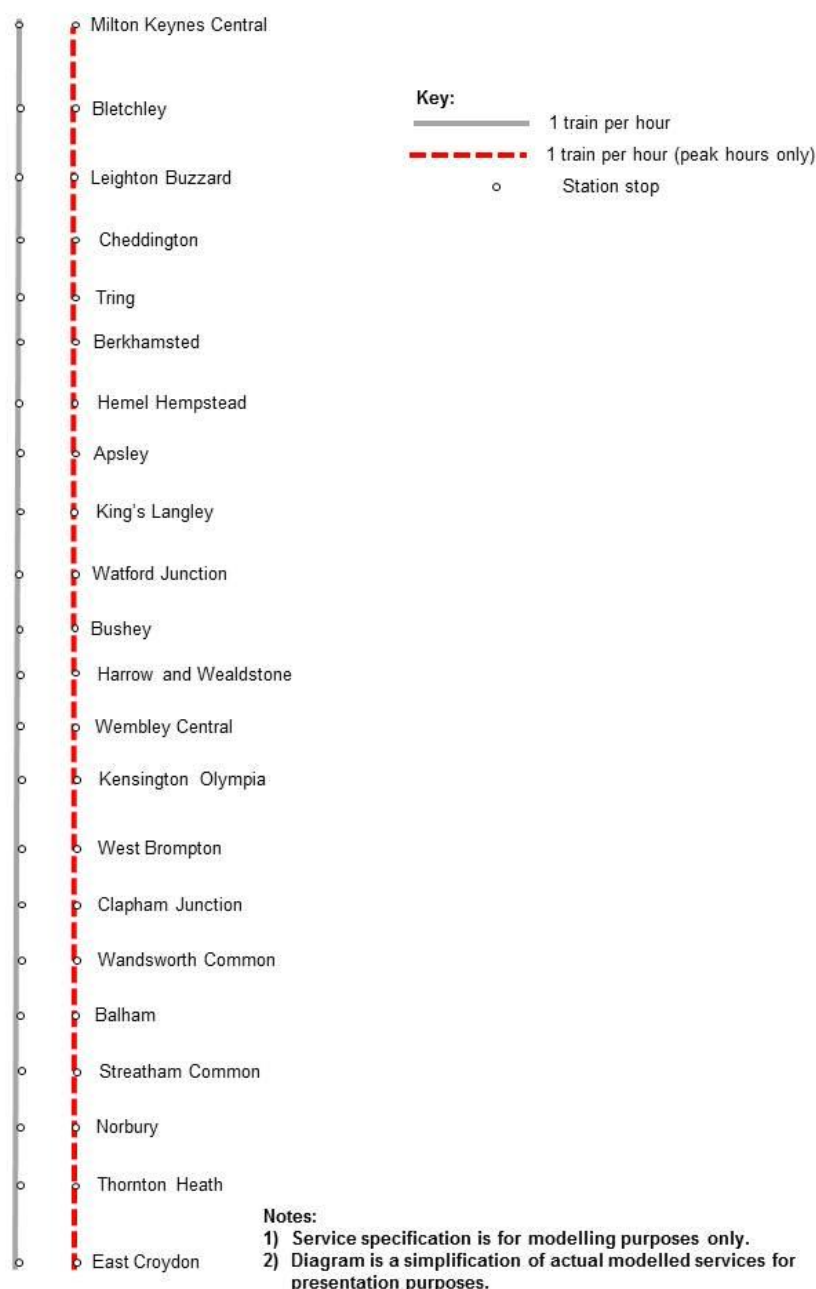 Milton Keynes Central
Bletchley
Leighton Buzzard
Cheddington
Tring
Berkhamsted
Hemel Hempstead
Apsley
King's Langley
Watford Junction
Bushey
Harrow and Wealdstone
Wembley Central
Kensington Olympia
West Brompton
Clapham Junction
Wandsworth Common
Balham
Streatham Common
Norbury
Thornton Heath
East Croydon
Key:
1 train per hour
1 train per hour (peak hours only)
Station stop
Notes:
1) Service specification is for modelling purposes only.
2) Diagram is a simplification of actual modelled services for
presentation purposes.